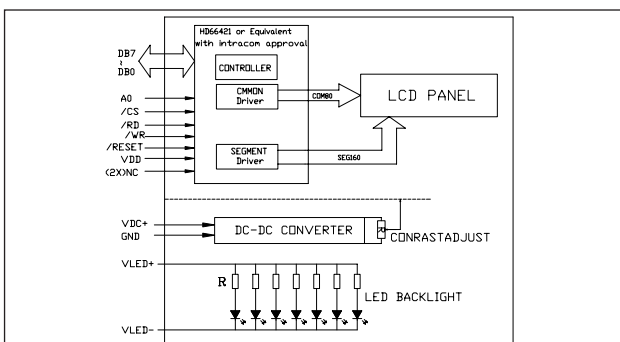 HD66421 or Equivalent
with intracom approval
DB7
~
DB0
CONTROLLER
CMMON
Driver
COM80
LCD PANEL
A0
/CS
/RD
/WR
/RESET
VDD
(2X)NC
SEGMENT
Driver
SEG160
VDC+
GND
DC-DC CONVERTER
R
CONRASTADJUST
VLED+
R
LED BACKLIGHT
VLED-